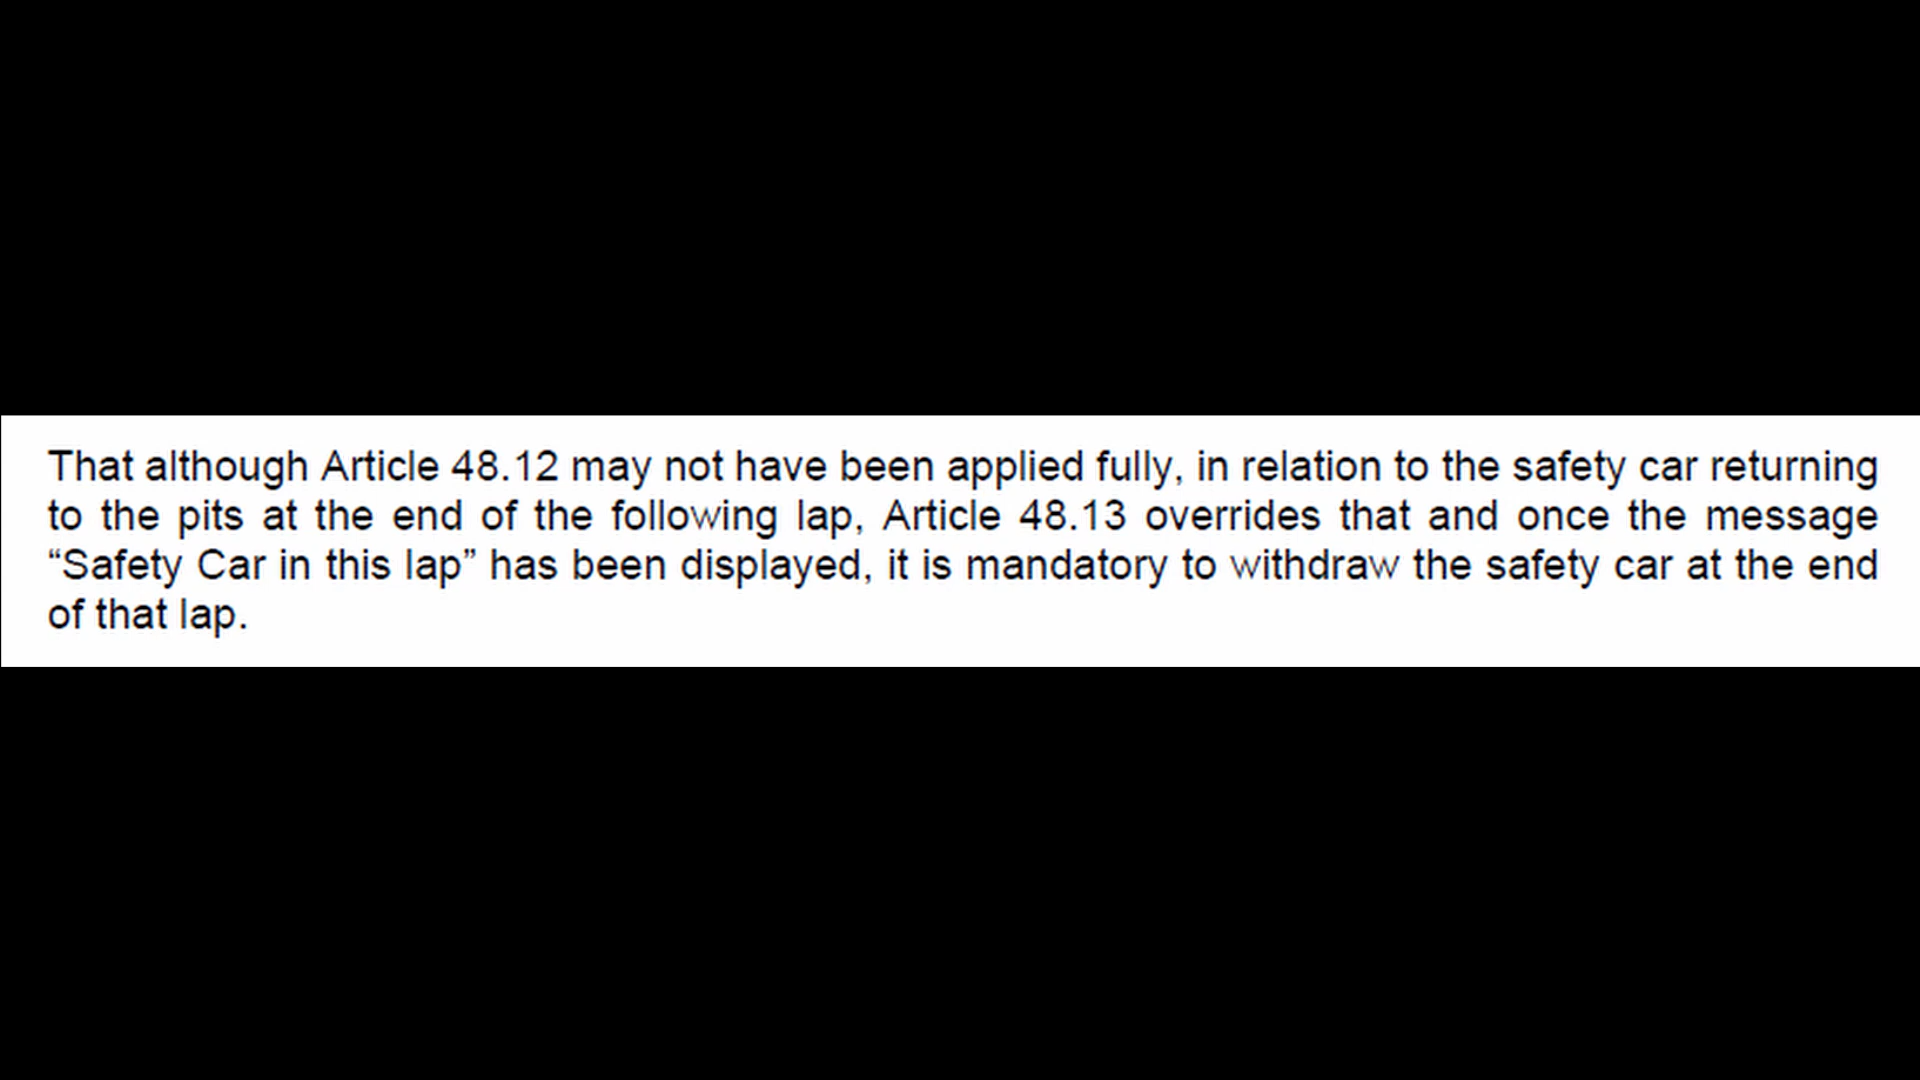 That although Article 48.12 may not have been applied fully, in relation to the safety car returning
to the pits at the end of the following lap, Article 48.13 overrides that and once the message
“Safety Car in this lap” has been displayed, it is mandatory to withdraw the safety car at the end
of that lap.